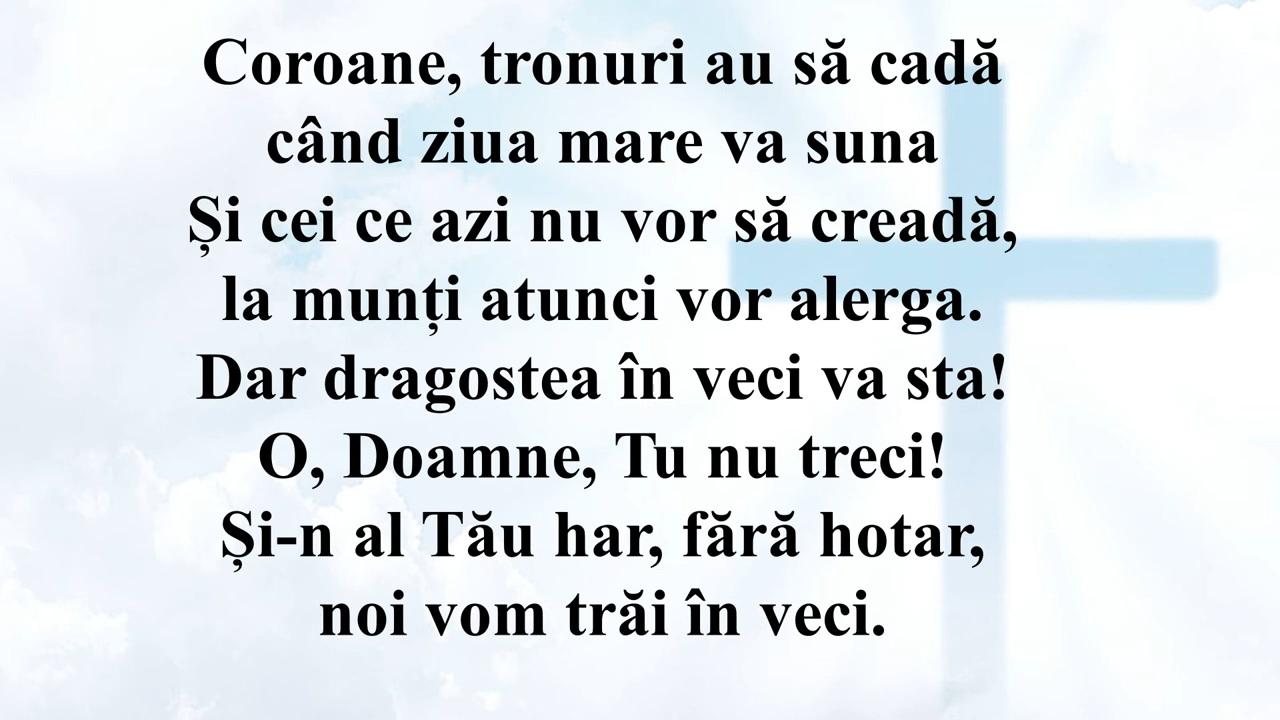 Coroane, tronuri au să cadă
când ziua mare va suna
Și cei ce azi nu vor să creadă,
la munți atunci vor alerga.
Dar dragostea în veci va sta!
O, Doamne, Tu nu treci!
Și-n al Tău har, fără hotar,
noi vom trăi în veci.